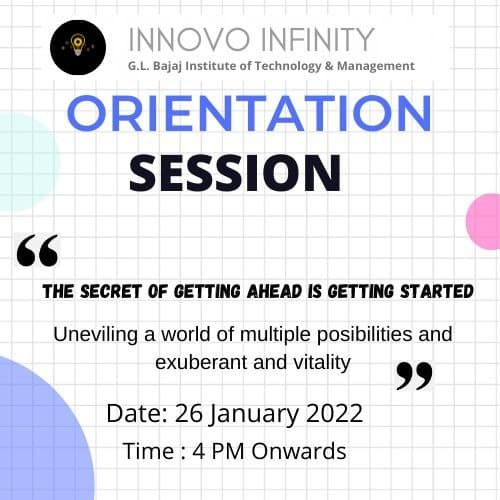 INNOVO INFINITY
G.L. Bajaj Institute of Technology & Management
ORIENTATION
SESSION
“
THE SECRET OF GETTING AHEAD IS GETTING STARTED
Uneviling a world of multiple posibilities and
exuberant and vitality
”
Date: 26 January 2022
Time : 4 PM Onwards